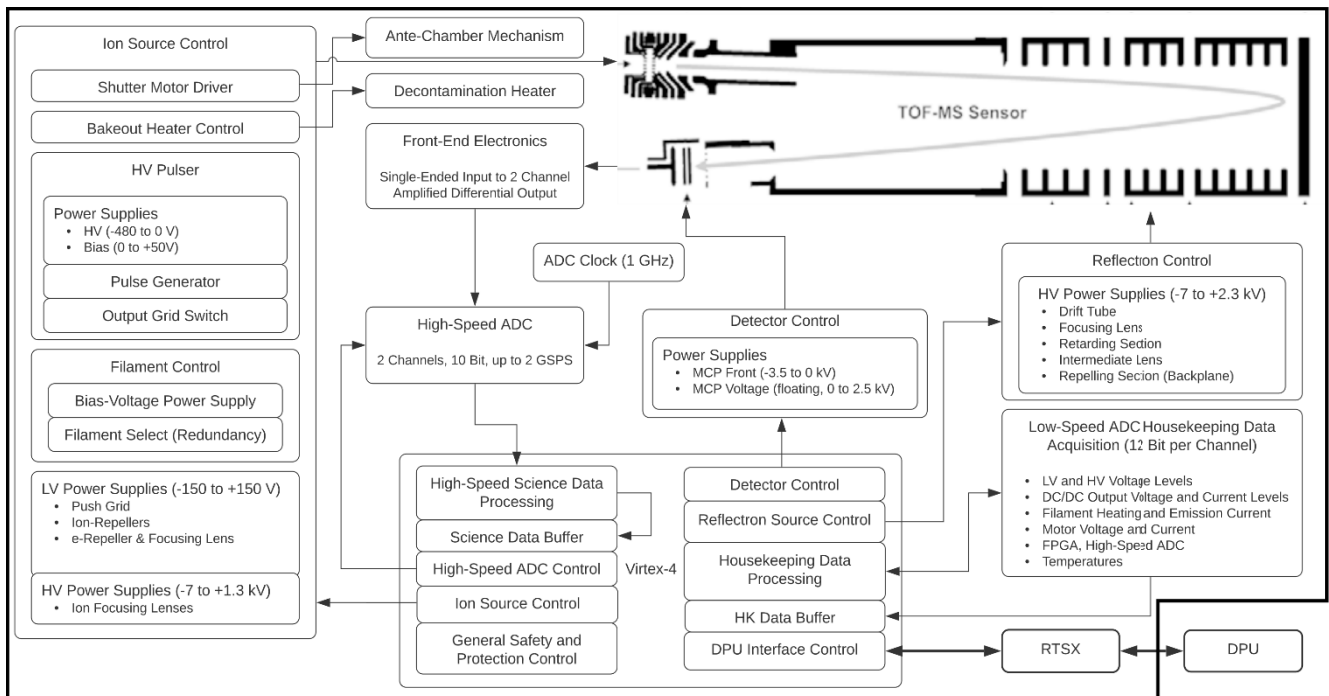 Ion Source Control
Shutter Motor Driver
Bakeout Heater Control
HV Pulser
Power Supplies
• HV (-480 to 0 V)
• Bias (0 to +50V)
Pulse Generator
Output Grid Switch
Filament Control
Bias-Voltage Power Supply
Filament Select (Redundancy)
LV Power Supplies (-150 to +150 V)
• Push Grid
• Ion-Repellers
• e-Repeller & Focusing Lens
HV Power Supplies (-7 to +1.3 kV)
• Ion Focusing Lenses
Ante-Chamber Mechanism
Decontamination Heater
Front-End Electronics
Single-Ended Input to 2 Channel
Amplified Differential Output
ADC Clock (1 GHz)
High-Speed ADC
2 Channels, 10 Bit, up to 2 GSPS
TOF-MS Sensor
Detector Control
Power Supplies
• MCP Front (-3.5 to 0 kV)
• MCP Voltage (floating, 0 to 2.5 kV)
Reflectron Control
HV Power Supplies (-7 to +2.3 kV)
• Drift Tube
• Focusing Lens
• Retarding Section
• Intermediate Lens
• Repelling Section (Backplane)
Low-Speed ADC Housekeeping Data
Acquisition (12 Bit per Channel)
• LV and HV Voltage Levels
• DC/DC Output Voltage and Current Levels
• Filament Heating and Emission Current
• Motor Voltage and Current
• FPGA, High-Speed ADC
• Temperatures
High-Speed Science Data
Processing
Science Data Buffer
High-Speed ADC Control
Ion Source Control
General Safety and
Protection Control
Virtex-4
Detector Control
Reflectron Source Control
Housekeeping Data
Processing
HK Data Buffer
DPU Interface Control
RTSX
DPU